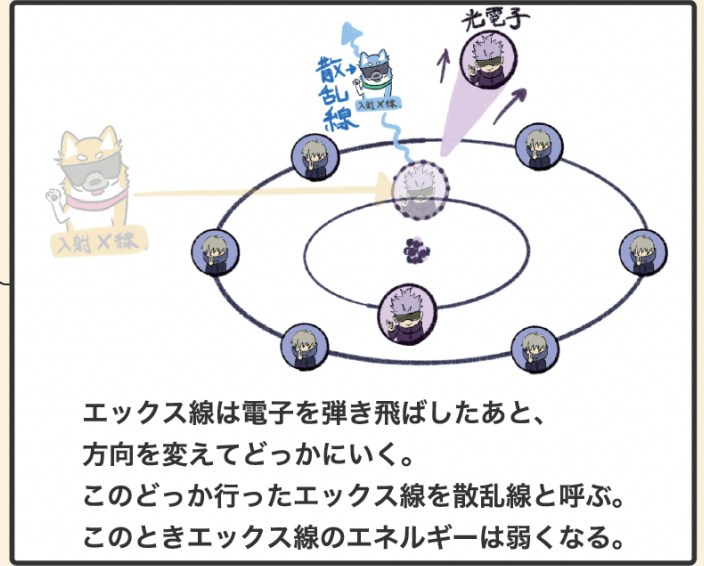 光電子
散乱線
入射X線
入射X線
エックス線は電子を弾き飛ばしたあと、
方向を変えてどっかにいく。
このどっか行ったエックス線を散乱線と呼ぶ。
このときエックス線のエネルギーは弱くなる。